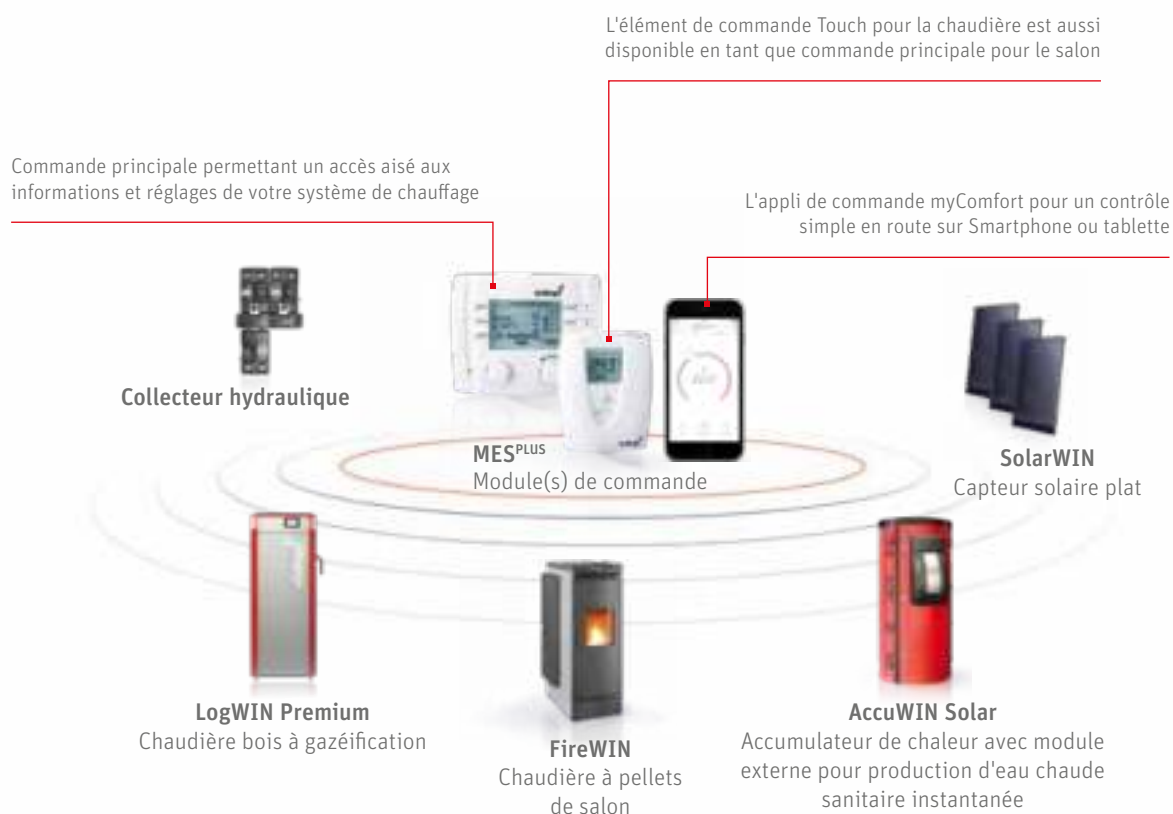 L'élément de commande Touch pour la chaudière est aussi
disponible en tant que commande principale pour le salon
Commande principale permettant un accès aisé aux
informations et réglages de votre système de chauffage
L'appli de commande myComfort pour un contrôle
simple en route sur Smartphone ou tablette
Collecteur hydraulique
MESPLUS
Module(s) de commande
SolarWIN
Capteur solaire plat
LogWIN Premium
Chaudière bois à gazéification
FireWIN
Chaudière à pellets
de salon
AccuWIN Solar
Accumulateur de chaleur avec module
externe pour production d'eau chaude
sanitaire instantanée